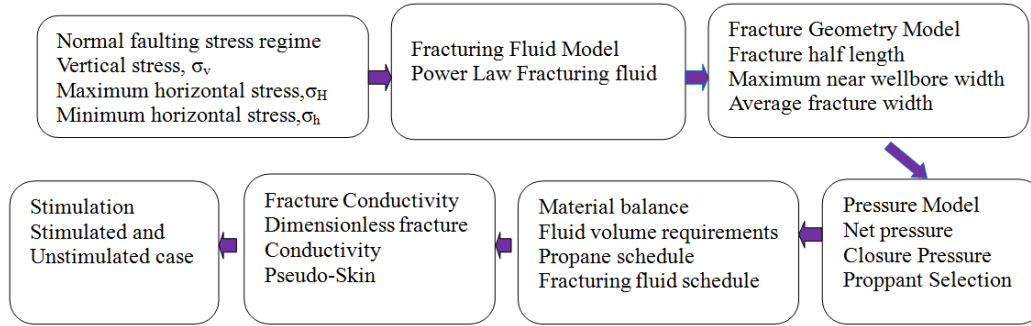 Normal faulting stress regime
Vertical stress, σv
Maximum horizontal stress,σH
Minimum horizontal stress,σh
Fracturing Fluid Model
Power Law Fracturing fluid
Fracture Geometry Model
Fracture half length
Maximum near wellbore width
Average fracture width
Pressure Model
Net pressure
Closure Pressure
Proppant Selection
Material balance
Fluid volume requirements
Propane schedule
Fracturing fluid schedule
Fracture Conductivity
Dimensionless fracture
Conductivity
Pseudo-Skin
Stimulation
Stimulated and
Unstimulated case